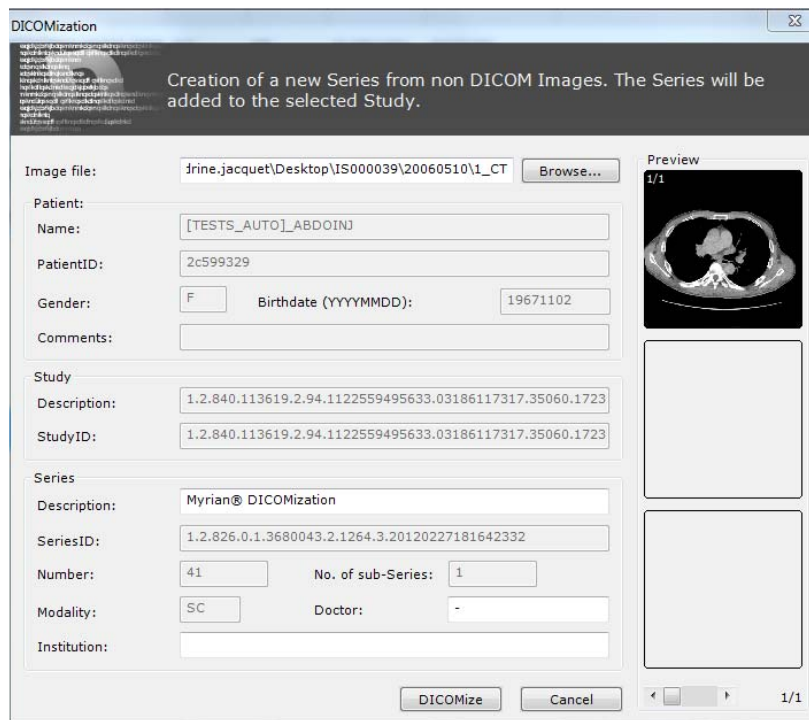 DICOMization
Creation of a new Series from non DICOM Images. The Series will be
added to the selected Study.
Image file: drine.jacquet\Desktop\IS000039\20060510\1_CT Browse...
Patient:
Name: [TESTS_AUTO]_ABDOINJ
PatientID: 2c599329
Gender: F Birthdate (YYYYMMDD): 19671102
Comments:
Study
Description: 1.2.840.113619.2.94.1122559495633.03186117317.35060.1723
StudyID: 1.2.840.113619.2.94.1122559495633.03186117317.35060.1723
Series
Description: Myrian® DICOMization
SeriesID: 1.2.826.0.1.3680043.2.1264.3.20120227181642332
Number: 41 No. of sub-Series: 1
Modality: SC Doctor: -
Institution:
DICOMize Cancel
Preview
1/1
1/1